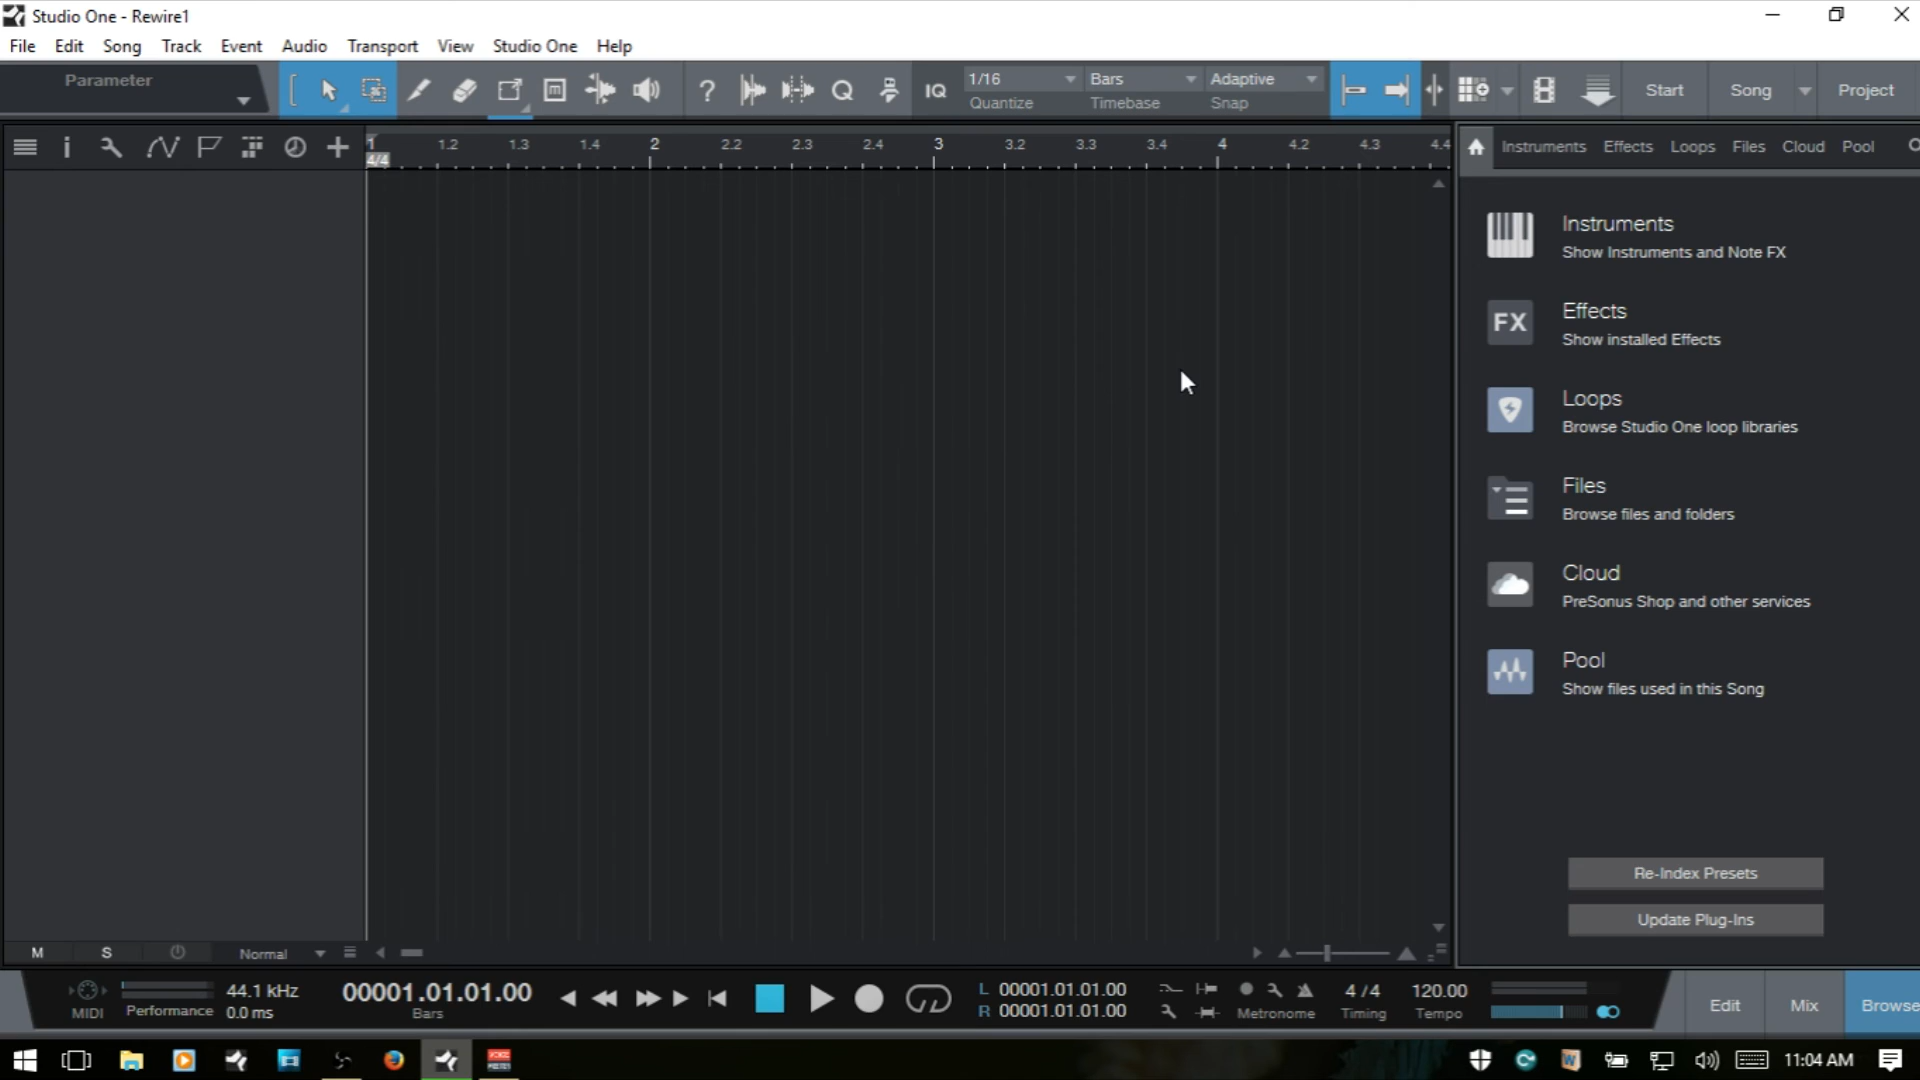 Studio One - Rewire1
File Edit Song Track Event Audio Transport View Studio One Help
Parameter
IQ
1/16 Bars Adaptive
Quantize Timebase Snap
Start Song Project
1 1.2 1.3 1.4 2 2.2 2.3 2.4 3 3.2 3.3 3.4 4 4.2 4.3 4.4
4/4
Instruments Effects Loops Files Cloud Pool
Instruments
Show Instruments and Note FX
FX
Effects
Show installed Effects
Loops
Browse Studio One loop libraries
Files
Browse files and folders
Cloud
PreSonus Shop and other services
Pool
Show files used in this Song
Re-Index Presets
Update Plug-Ins
M S Normal
MIDI
Performance
44.1 kHz
0.0 ms
00001.01.01.00
Bars
L 00001.01.01.00
R 00001.01.01.00
Metronome
4 / 4
Timing
120.00
Tempo
Edit Mix Browse
11:04 AM